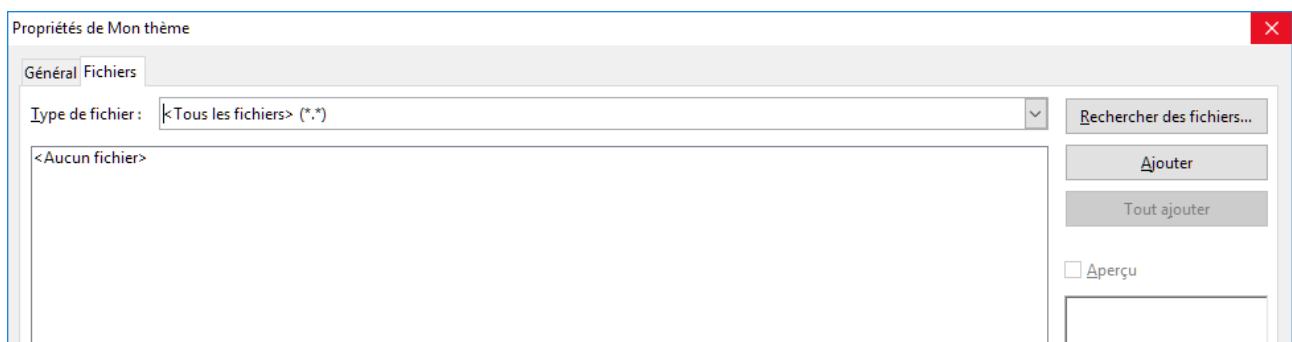 Propriétés de Mon thème
Général Fichiers
Type de fichier : <Tous les fichiers> (*.*)
Rechercher des fichiers...
<Aucun fichier>
Ajouter
Tout ajouter
Aperçu